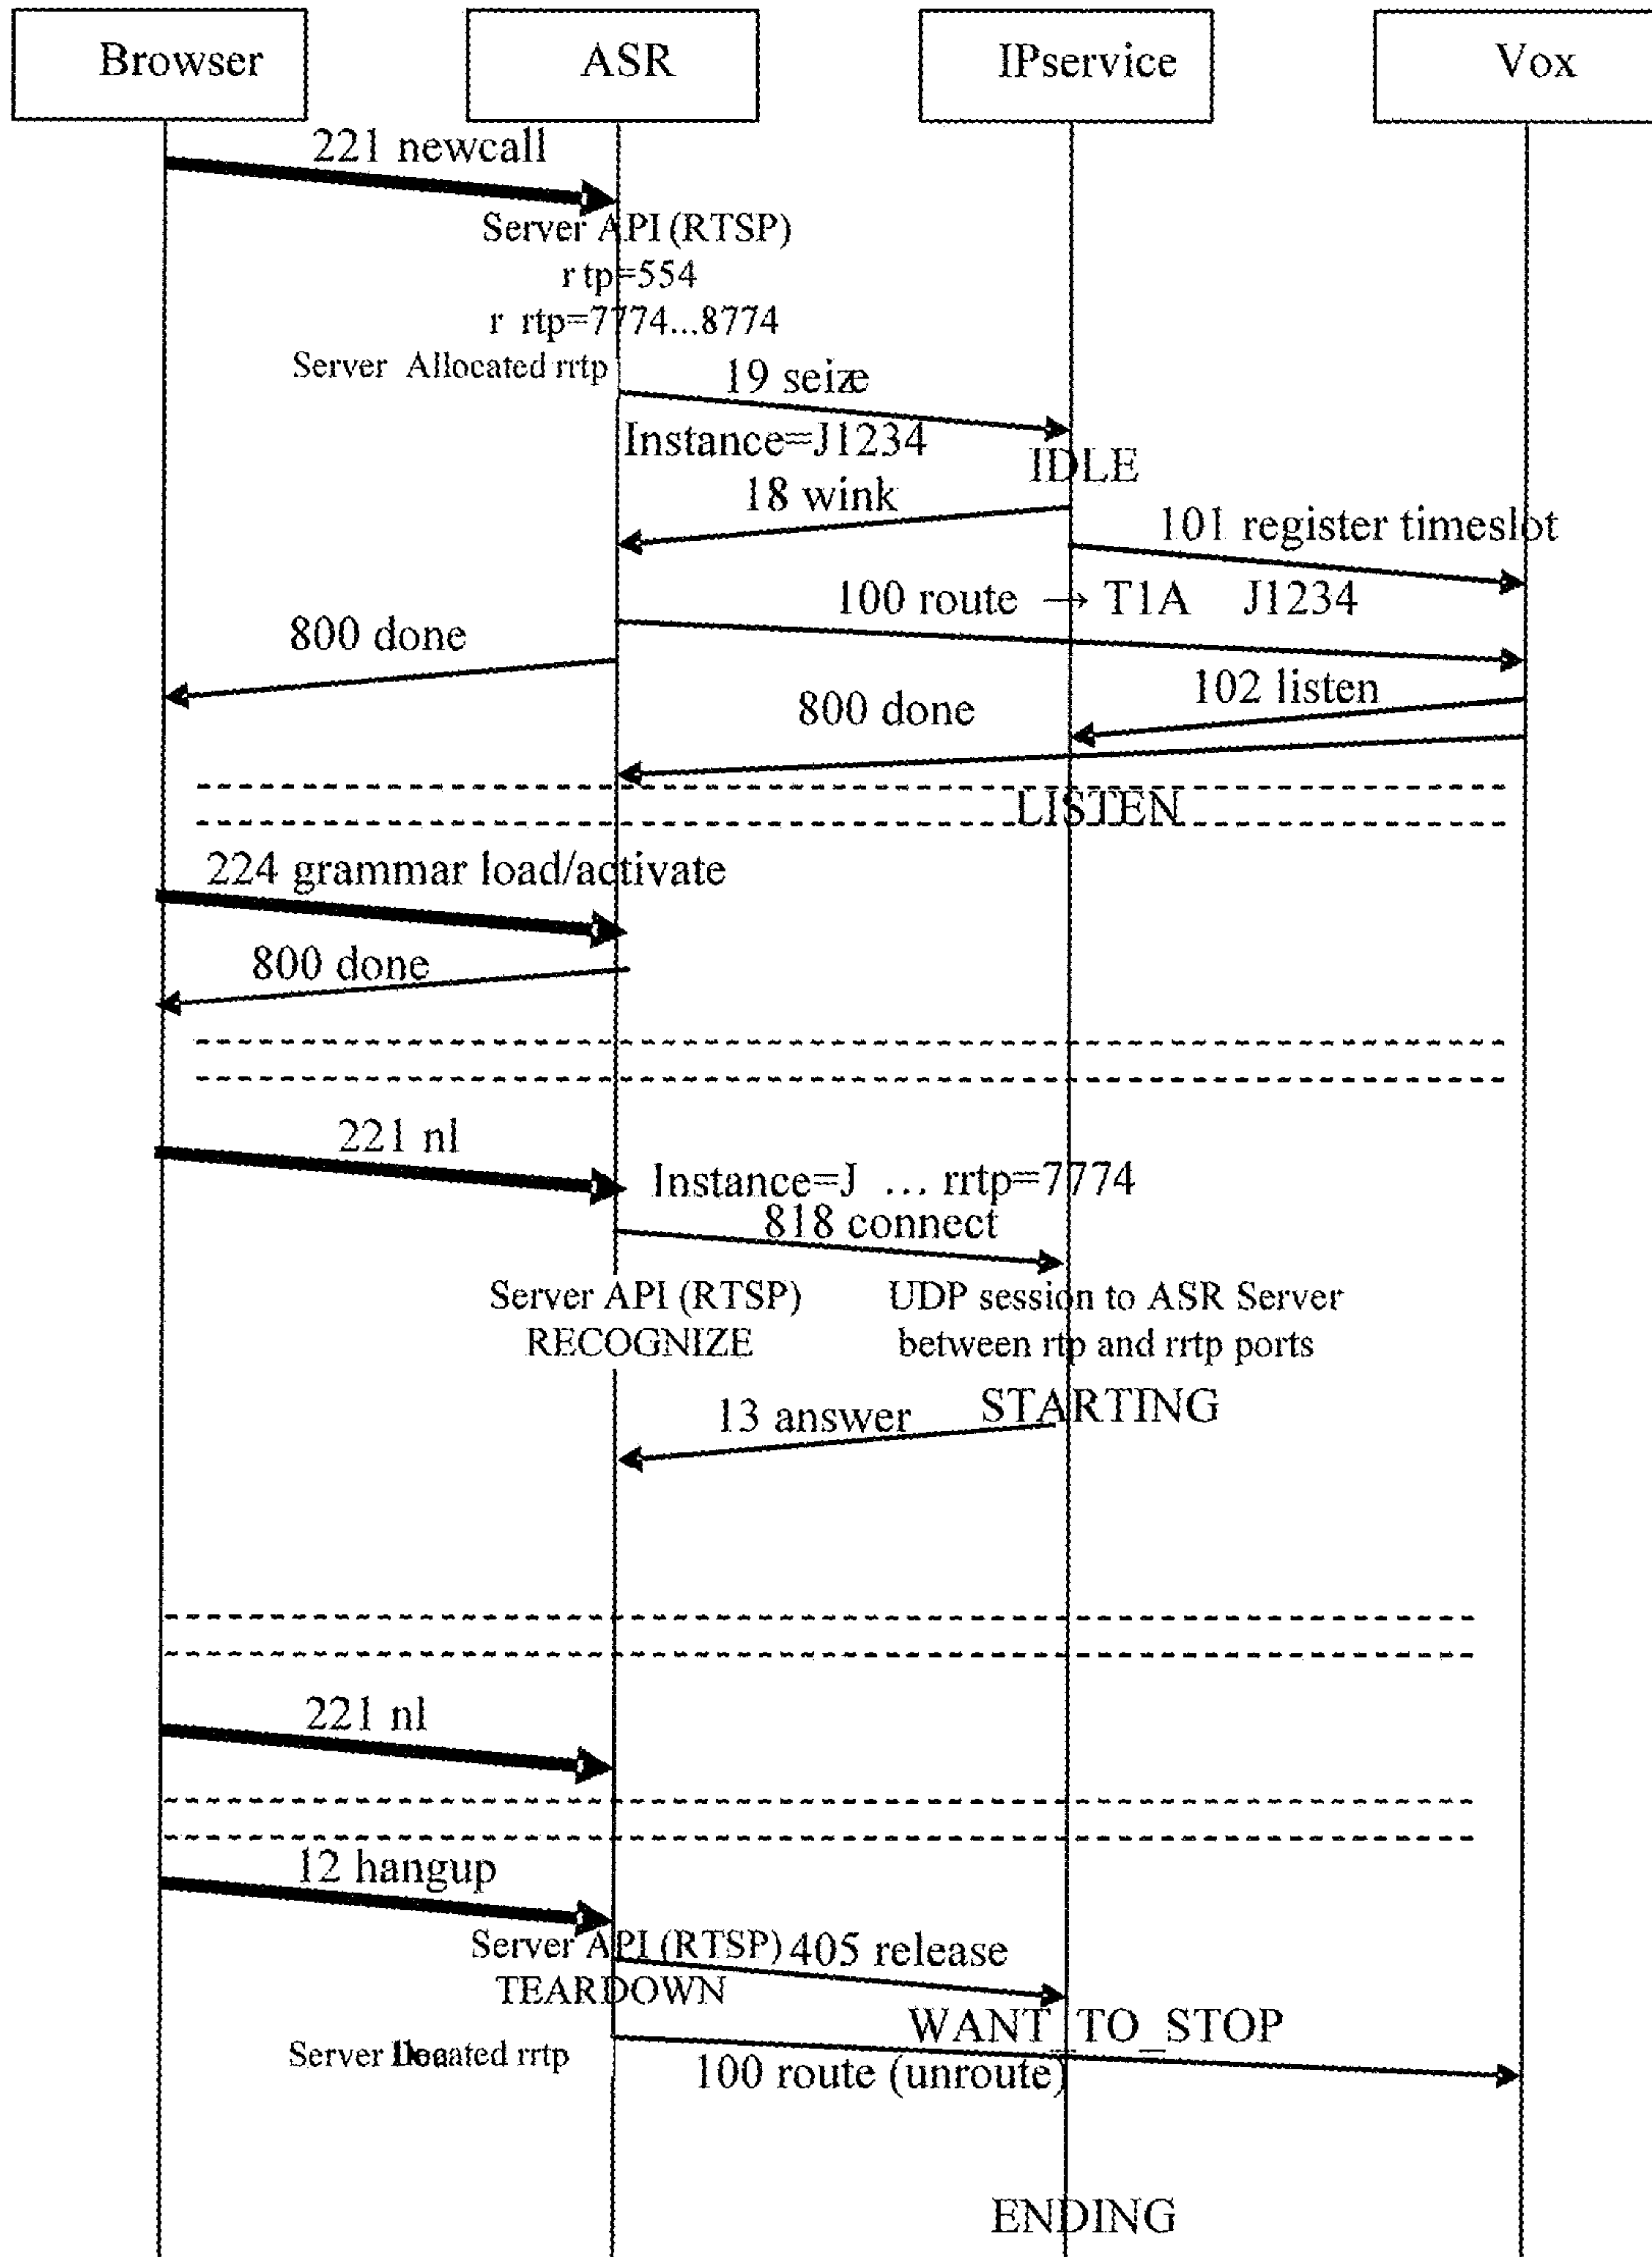 Browser
ASR
IPservice
Vox
221 newcall
Server API (RTSP)
r tp=554
r rtp=7774...8774
Server Allocated rrtp
19 seize
Instance=J1234
IDLE
18 wink
101 register timeslot
100 route → T1A J1234
800 done
102 listen
800 done
LISTEN
224 grammar load/activate
800 done
221 nl
Instance=J ... rrtp=7774
818 connect
Server API (RTSP)
RECOGNIZE
UDP session to ASR Server
between rtp and rrtp ports
STARTING
13 answer
221 nl
12 hangup
Server API (RTSP)
405 release
TEARDOWN
WANT_TO_STOP
Server
rrtp
100 route (unroute)
ENDING